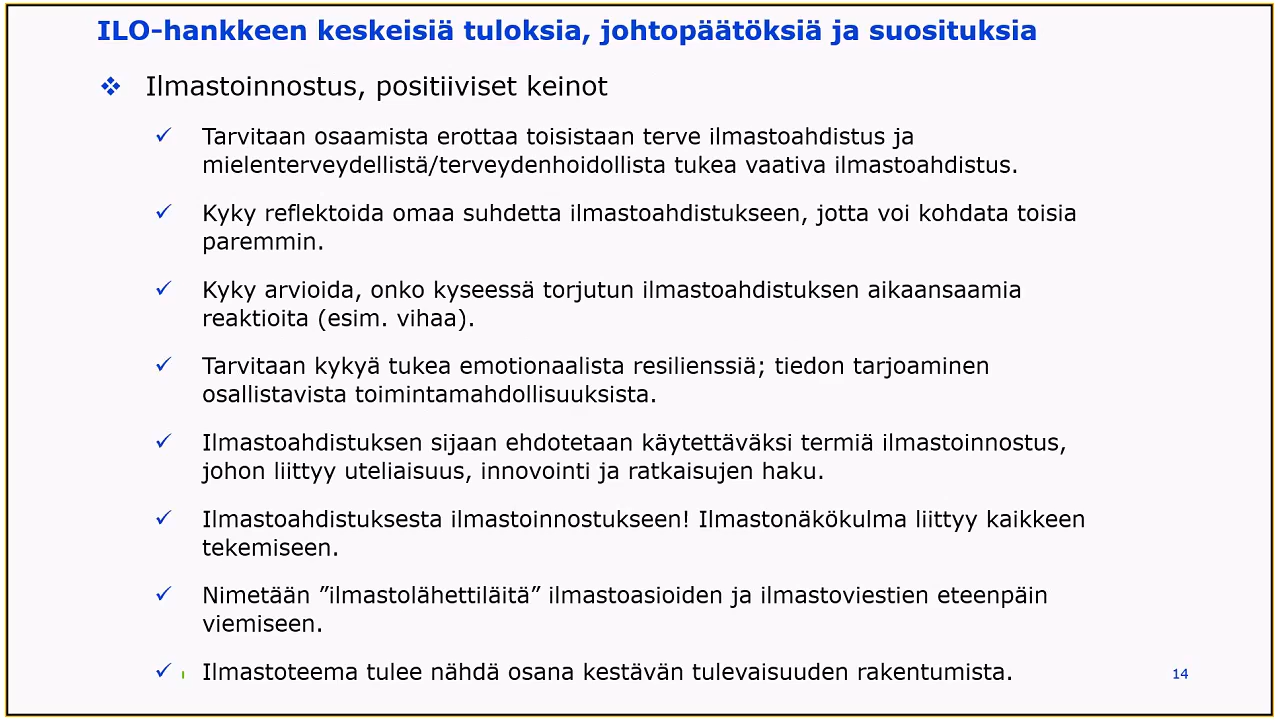 ILO-hankkeen keskeisiä tuloksia, johtopäätöksiä ja suosituksia
❖ Ilmastoinnostus, positiiviset keinot
✓ Tarvitaan osaamista erottaa toisistaan terve ilmastoahdistus ja
mielenterveydellistä/terveydenhoidollista tukea vaativa ilmastoahdistus.
✓ Kyky reflektoida omaa suhdetta ilmastoahdistukseen, jotta voi kohdata toisia
paremmin.
✓ Kyky arvioida, onko kyseessä torjutun ilmastoahdistuksen aikaansaamia
reaktioita (esim. vihaa).
✓ Tarvitaan kykyä tukea emotionaalista resilienssiä; tiedon tarjoaminen
osallistavista toimintamahdollisuuksista.
✓ Ilmastoahdistuksen sijaan ehdotetaan käytettäväksi termiä ilmastoinnostus,
johon liittyy uteliaisuus, innovointi ja ratkaisujen haku.
✓ Ilmastoahdistuksesta ilmastoinnostukseen! Ilmastonäkökulma liittyy kaikkeen
tekemiseen.
✓ Nimetään ”ilmastolähettiläitä” ilmastoasioiden ja ilmastoviestien eteenpäin
viemiseen.
✓ Ilmastoteema tulee nähdä osana kestävän tulevaisuuden rakentumista.
14